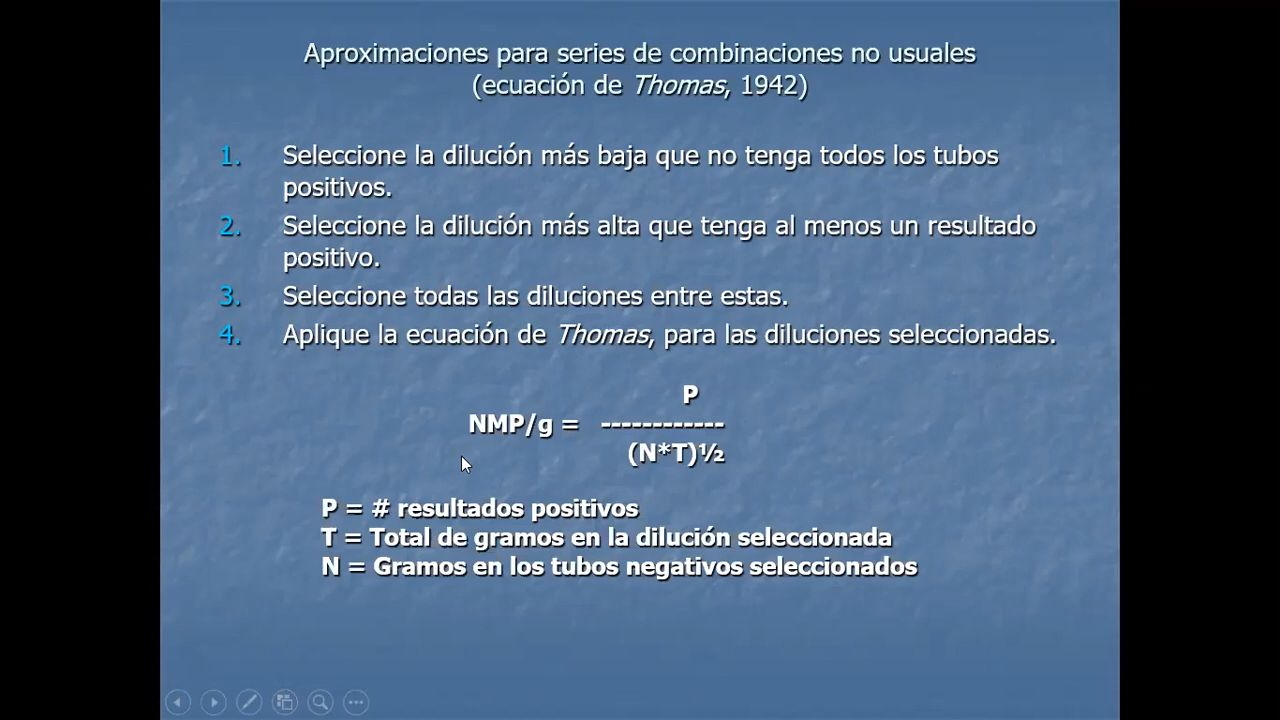 Aproximaciones para series de combinaciones no usuales
(ecuación de Thomas, 1942)
1. Seleccione la dilución más baja que no tenga todos los tubos
positivos.
2. Seleccione la dilución más alta que tenga al menos un resultado
positivo.
3. Seleccione todas las diluciones entre estas.
4. Aplique la ecuación de Thomas, para las diluciones seleccionadas.
P
NMP/g = ------------
(N*T)½
P = # resultados positivos
T = Total de gramos en la dilución seleccionada
N = Gramos en los tubos negativos seleccionados